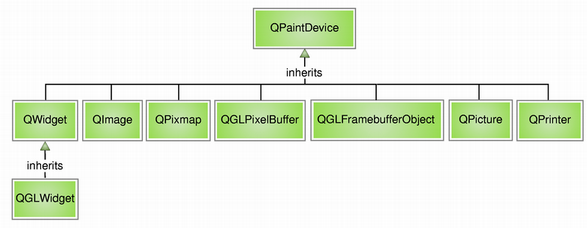 QPaintDevice
inherits
QWidget QImage QPixmap QGLPixelBuffer QGLFramebufferObject QPicture QPrinter
inherits
QGLWidget